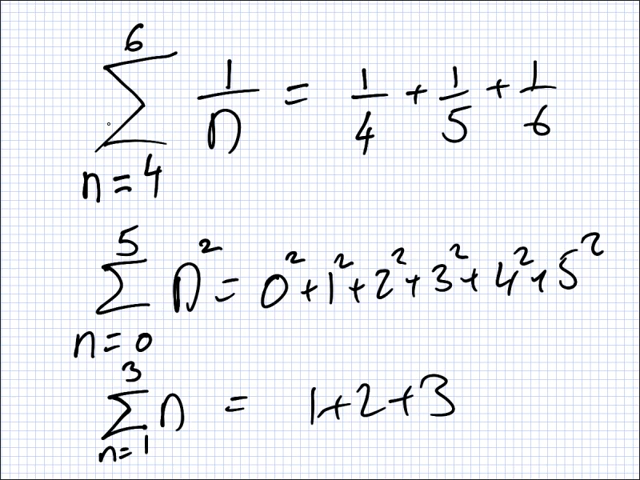 ∑_{n=4}^{6} 1/n = 1/4 + 1/5 + 1/6
∑_{n=0}^{5} n² = 0² + 1² + 2² + 3² + 4² + 5²
∑_{n=1}^{3} n = 1+2+3